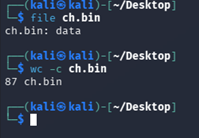 (kali㉿kali)-[~/Desktop]
$ file ch.bin
ch.bin: data
(kali㉿kali)-[~/Desktop]
$ wc -c ch.bin
87 ch.bin
(kali㉿kali)-[~/Desktop]
$